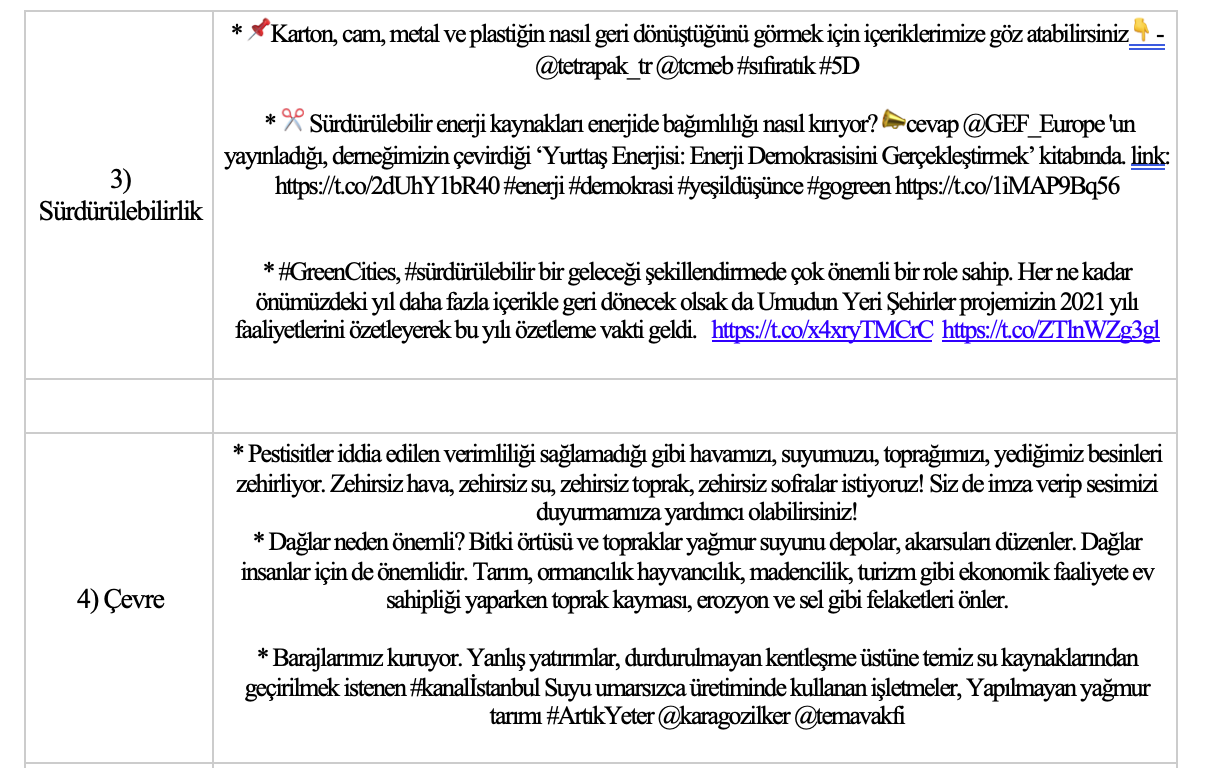 * 📌Karton, cam, metal ve plastiğin nasıl geri dönüştüğünü görmek için içeriklerimize göz atabilirsiniz👇 -
@tetrapak_tr @tcmeb #sıfıratık #5D
* ✂️ Sürdürülebilir enerji kaynakları enerjide bağımlılığı nasıl kırıyor? 📣cevap @GEF_Europe 'un
yayınladığı, derneğimizin çevirdiği ‘Yurttaş Enerjisi: Enerji Demokrasisini Gerçekleştirmek’ kitabında. link:
https://t.co/2dUhY1bR40 #enerji #demokrasi #yeşildüşünce #gogreen https://t.co/1iMAP9Bq56
3)
Sürdürülebilirlik
* #GreenCities, #sürdürülebilir bir geleceği şekillendirmede çok önemli bir role sahip. Her ne kadar
önümüzdeki yıl daha fazla içerikle geri dönecek olsak da Umudun Yeri Şehirler projemizin 2021 yılı
faaliyetlerini özetleyerek bu yılı özetleme vakti geldi. https://t.co/x4xryTMCrC https://t.co/ZTlnWZg3gl
* Pestisitler iddia edilen verimliliği sağlamadığı gibi havamızı, suyumuzu, toprağımızı, yediğimiz besinleri
zehirliyor. Zehirsiz hava, zehirsiz su, zehirsiz toprak, zehirsiz sofralar istiyoruz! Siz de imza verip sesimizi
duyurmamıza yardımcı olabilirsiniz!
* Dağlar neden önemli? Bitki örtüsü ve topraklar yağmur suyunu depolar, akarsuları düzenler. Dağlar
insanlar için de önemlidir. Tarım, ormancılık hayvancılık, madencilik, turizm gibi ekonomik faaliyete ev
sahipliği yaparken toprak kayması, erozyon ve sel gibi felaketleri önler.
4) Çevre
* Barajlarımız kuruyor. Yanlış yatırımlar, durdurulmayan kentleşme üstüne temiz su kaynaklarından
geçirilmek istenen #kanalİstanbul Suyu umarsızca üretiminde kullanan işletmeler, Yapılmayan yağmur
tarımı #ArtıkYeter @karagozilker @temavakfi